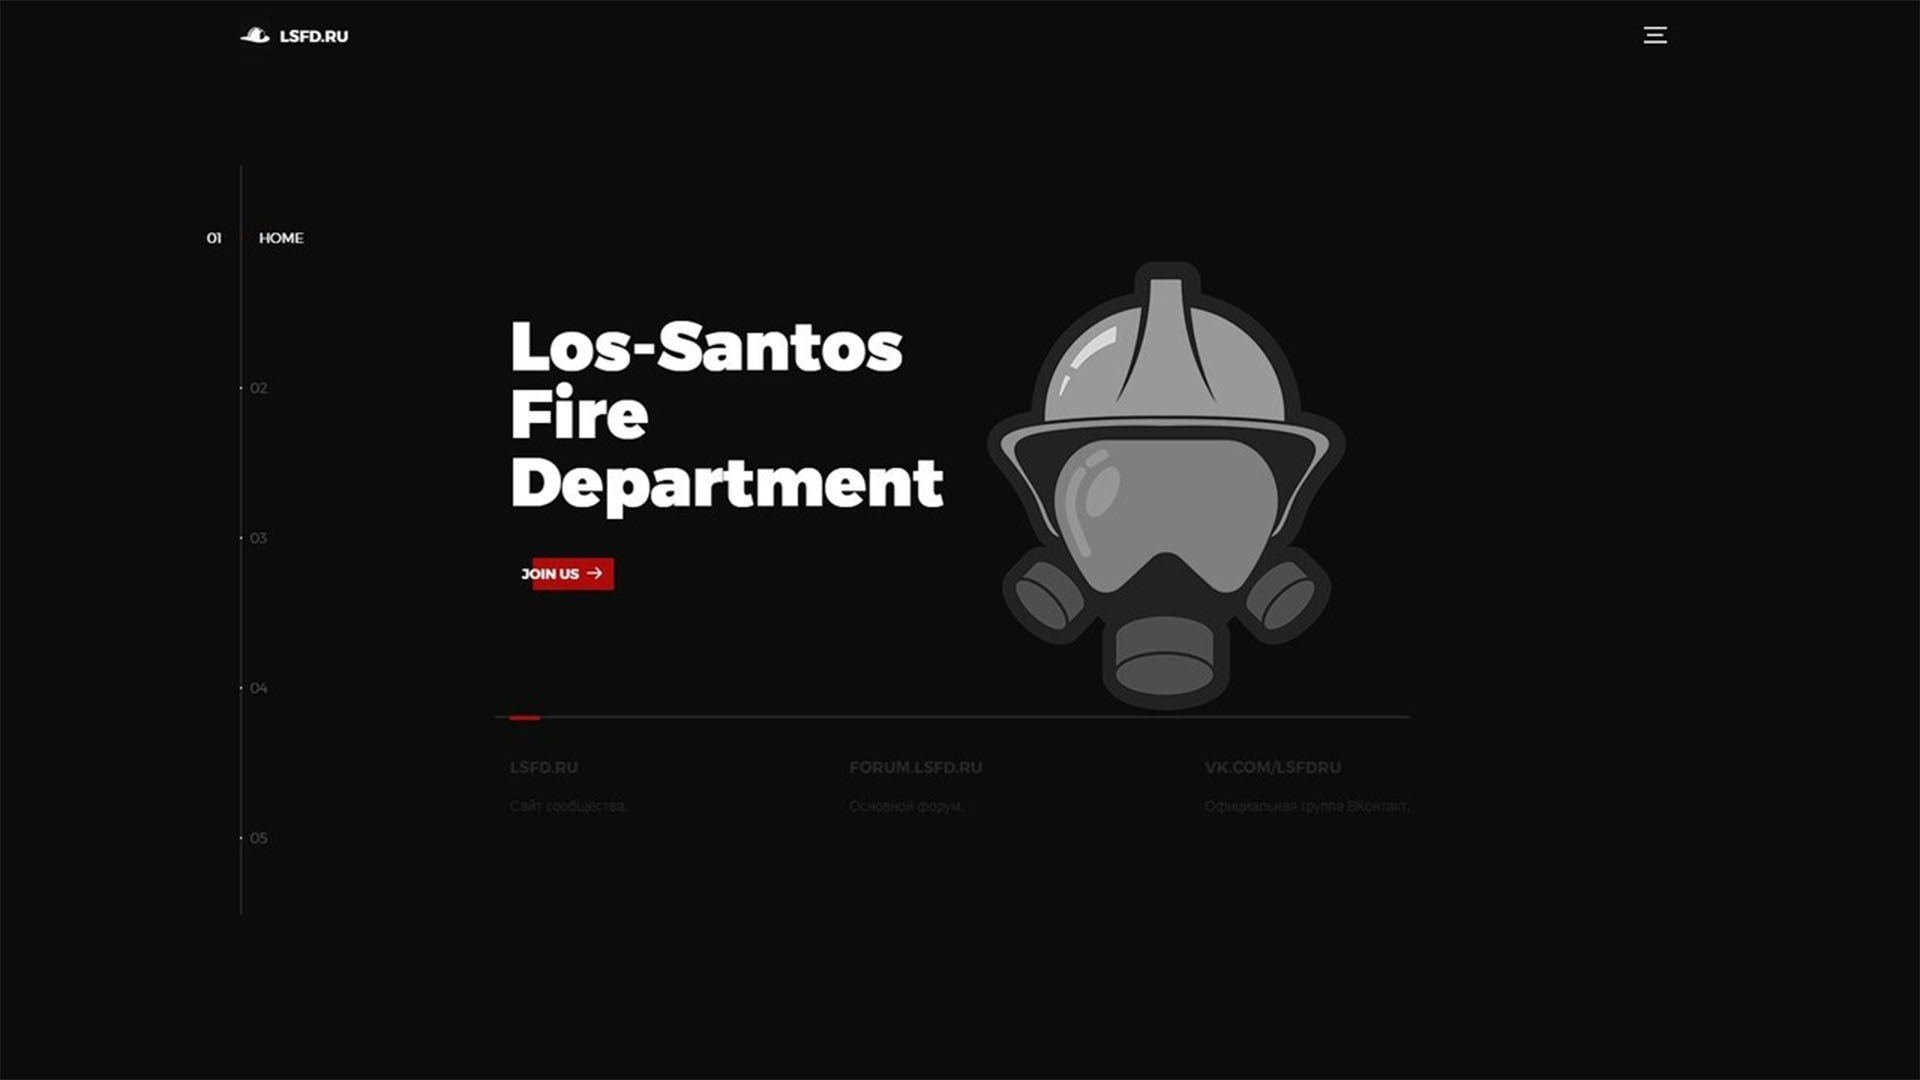 LSFD.RU
01 HOME
02
03
04
05
Los-Santos
Fire
Department
JOIN US
LSFD.RU
Сайт сообщества.
FORUM.LSFD.RU
Основной форум.
VK.COM/LSFDRU
Официальная группа ВКонтакт.